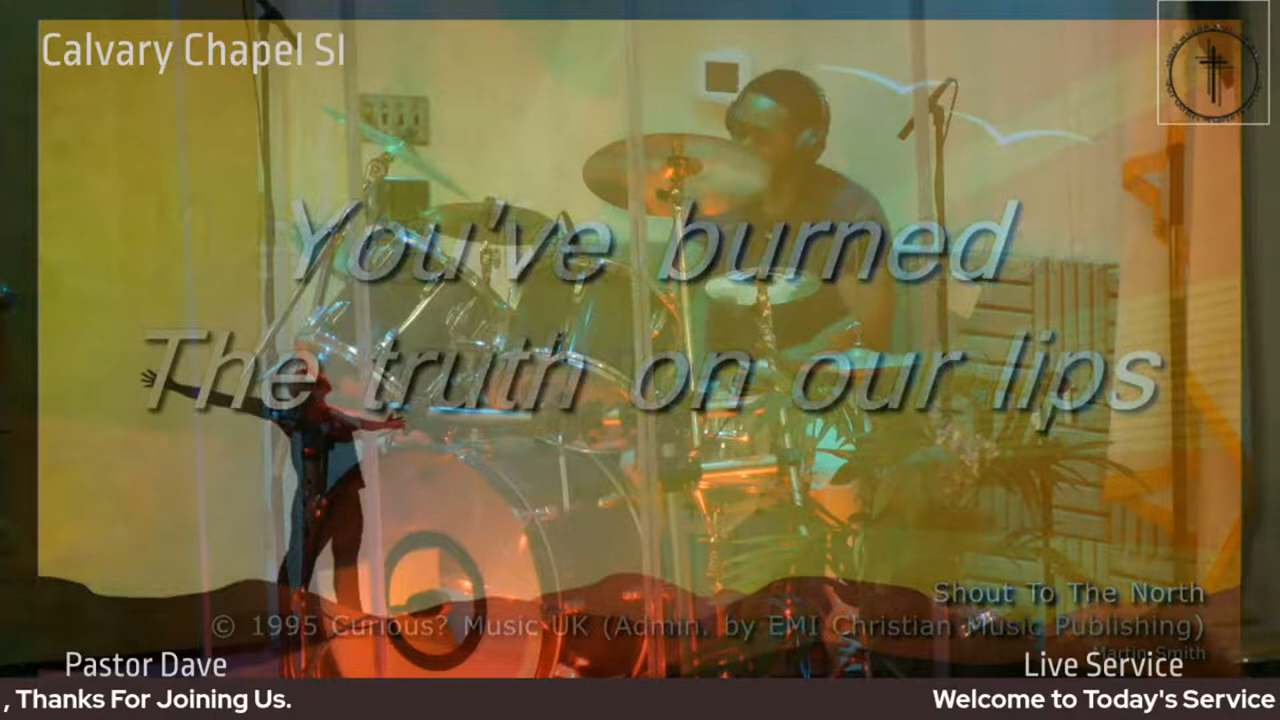 Calvary Chapel SI
You've burned
The truth on our lips
Shout To The North
© 1995 Curious? Music UK (Admin. by EMI Christian Music Publishing)
Martin Smith
Pastor Dave
Live Service
, Thanks For Joining Us.
Welcome to Today's Service